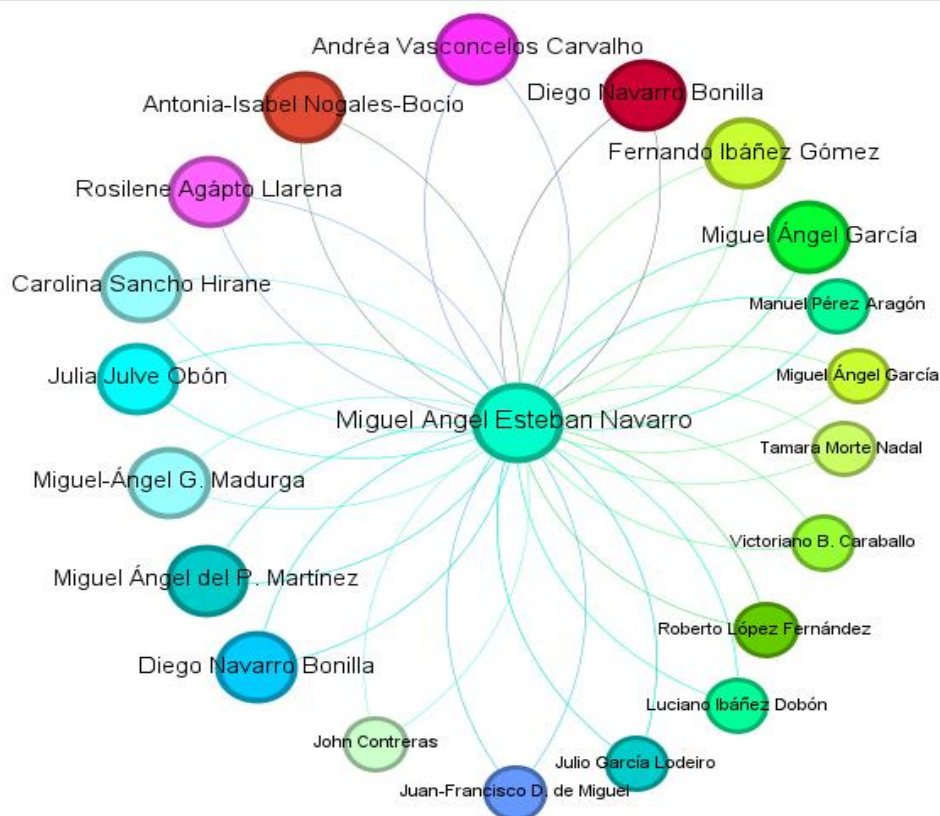 Andréa Vasconcelos Carvalho
Diego Navarro Bonilla
Antonia-Isabel Nogales-Bocio
Fernando Ibáñez Gómez
Rosilene Agápto Llarena
Miguel Ángel García
Carolina Sancho Hirane
Manuel Pérez Aragón
Julia Julve Obón
Miguel Ángel García
Miguel Angel Esteban Navarro
Tamara Morte Nadal
Miguel-Ángel G. Madurga
Victoriano B. Caraballo
Miguel Ángel del P. Martínez
Roberto López Fernández
Diego Navarro Bonilla
Luciano Ibáñez Dobón
John Contreras
Julio García Lodeiro
Juan-Francisco D. de Miguel